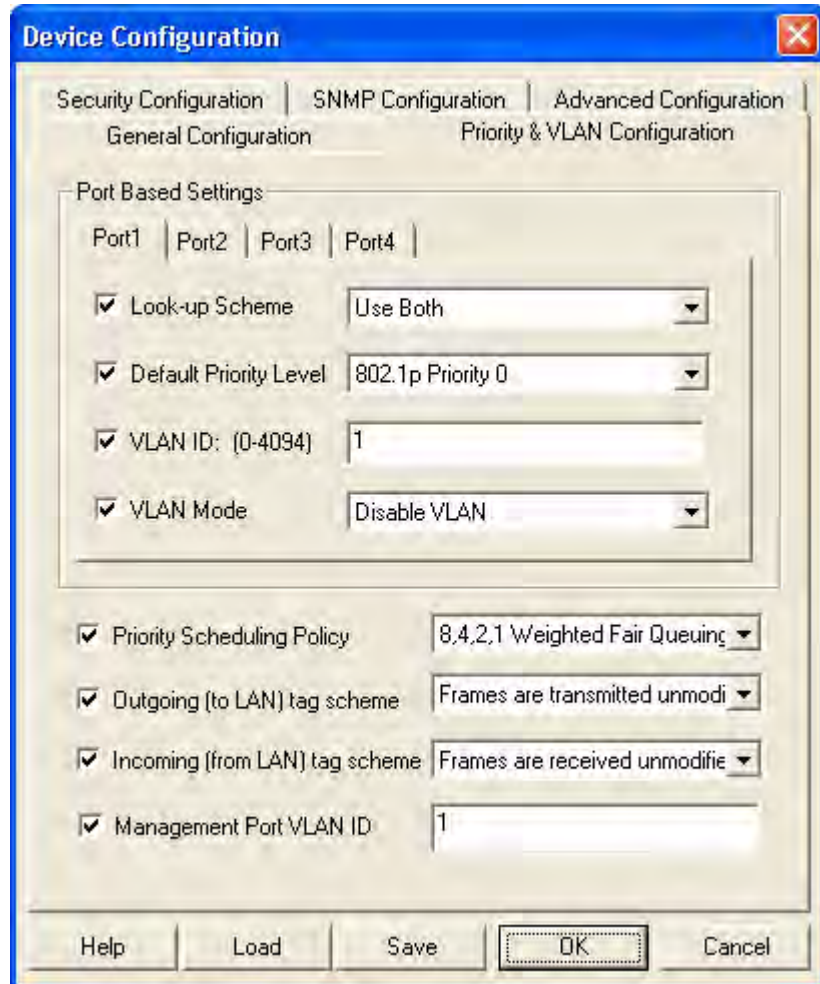 Device Configuration
Security Configuration SNMP Configuration Advanced Configuration
General Configuration Priority & VLAN Configuration
Port Based Settings
Port1 Port2 Port3 Port4
Look-up Scheme Use Both
Default Priority Level 802.1p Priority 0
VLAN ID: (0-4094) 1
VLAN Mode Disable VLAN
Priority Scheduling Policy 8,4,2,1 Weighted Fair Queuing
Outgoing (to LAN) tag scheme Frames are transmitted unmodi
Incoming (from LAN) tag scheme Frames are received unmodifie
Management Port VLAN ID 1
Help Load Save OK Cancel